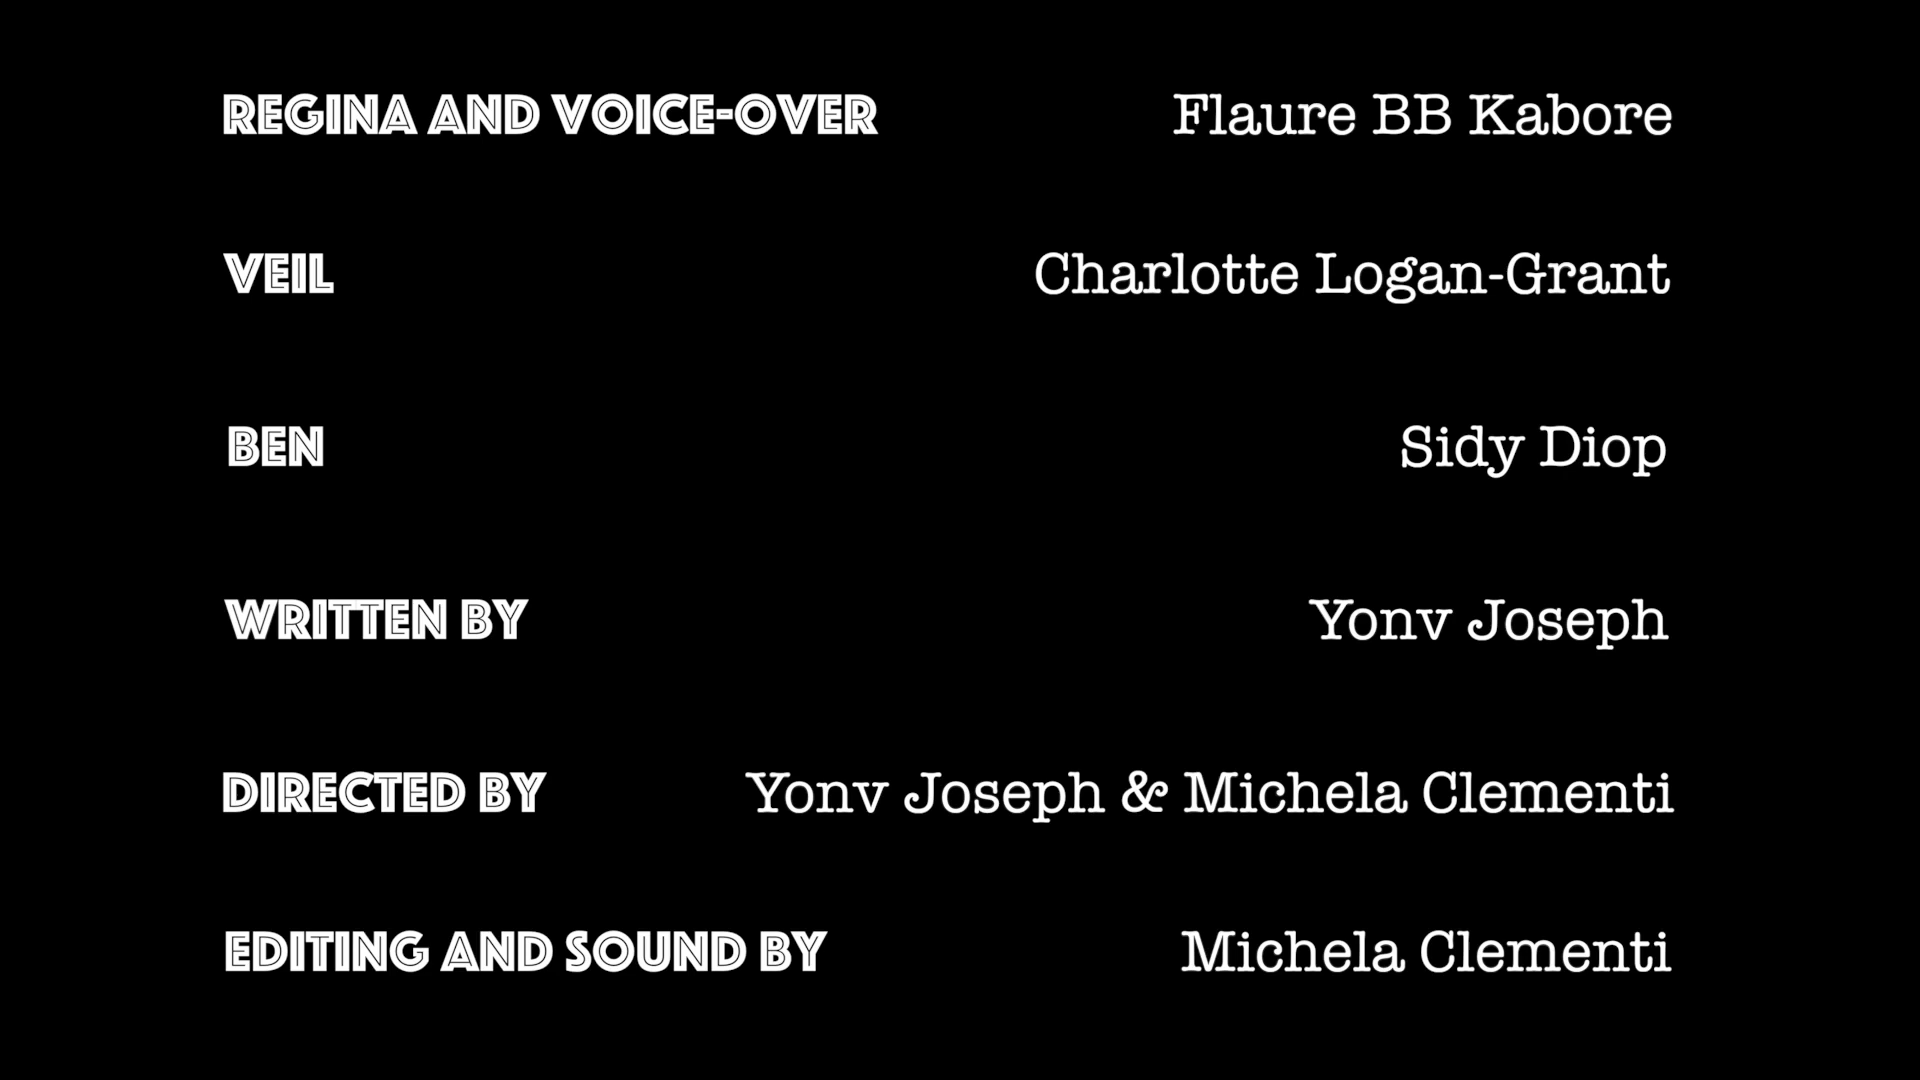 REGINA AND VOICE-OVER Flaure BB Kabore
VEIL Charlotte Logan-Grant
BEN Sidy Diop
WRITTEN BY Yonv Joseph
DIRECTED BY Yonv Joseph & Michela Clementi
EDITING AND SOUND BY Michela Clementi